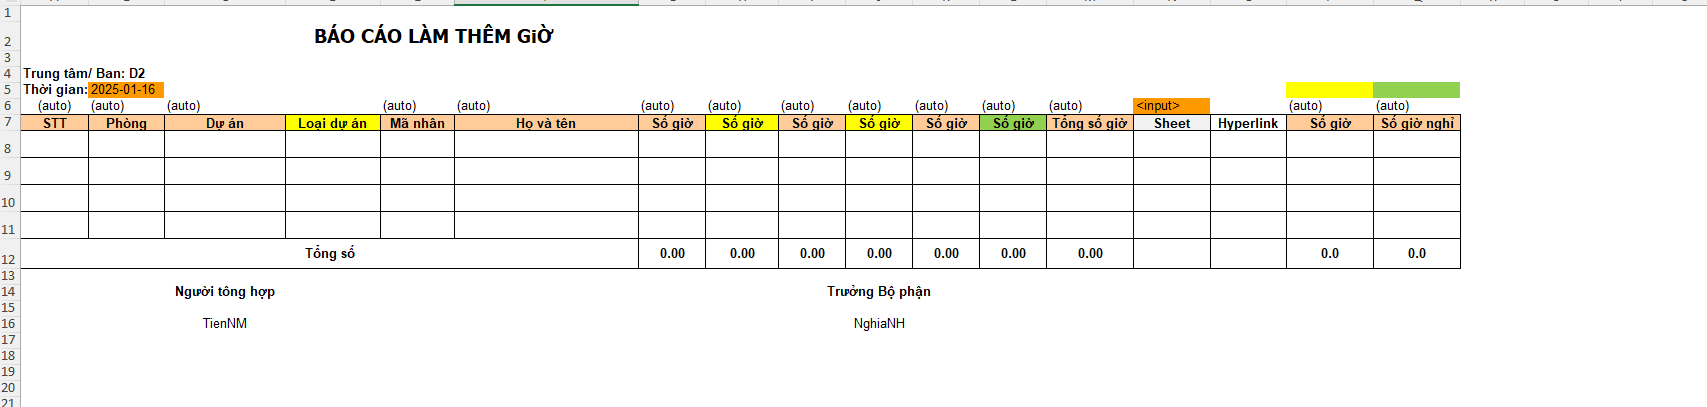 1
2 BÁO CÁO LÀM THÊM GiỜ
3
4 Trung tâm/ Ban: D2
5 Thời gian: 2025-01-16
6 (auto) (auto) (auto) (auto) (auto) (auto) (auto) (auto) (auto) (auto) (auto) (auto) <input> (auto) (auto)
7 STT Phòng Dự án Loại dự án Mã nhân Họ và tên Số giờ Số giờ Số giờ Số giờ Số giờ Số giờ Tổng số giờ Sheet Hyperlink Số giờ Số giờ nghỉ
8
9
10
11
12 Tổng số 0.00 0.00 0.00 0.00 0.00 0.00 0.00 0.0 0.0
13
14 Người tông hợp Trưởng Bộ phận
15
16 TienNM NghiaNH
17
18
19
20
21